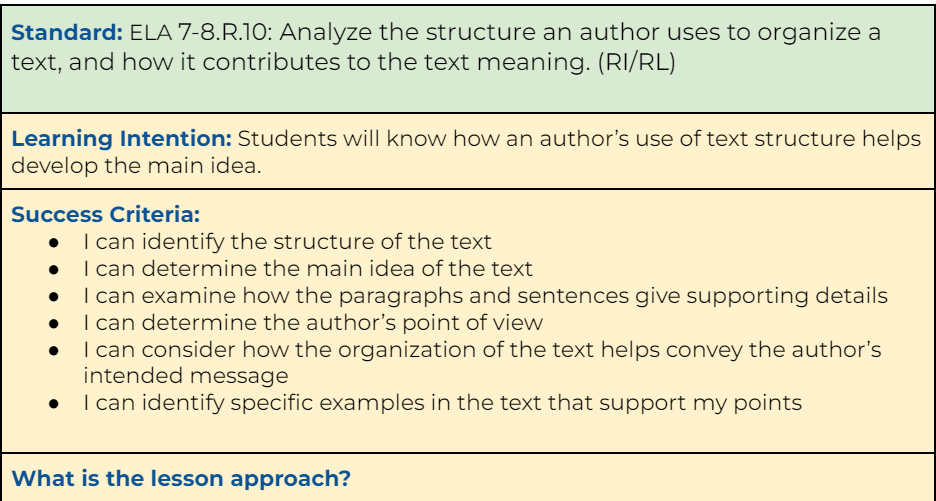 Standard: ELA 7-8.R.10: Analyze the structure an author uses to organize a
text, and how it contributes to the text meaning. (RI/RL)
Learning Intention: Students will know how an author's use of text structure helps
develop the main idea.
Success Criteria:
● I can identify the structure of the text
● I can determine the main idea of the text
● I can examine how the paragraphs and sentences give supporting details
● I can determine the author's point of view
● I can consider how the organization of the text helps convey the author's
intended message
● I can identify specific examples in the text that support my points
What is the lesson approach?